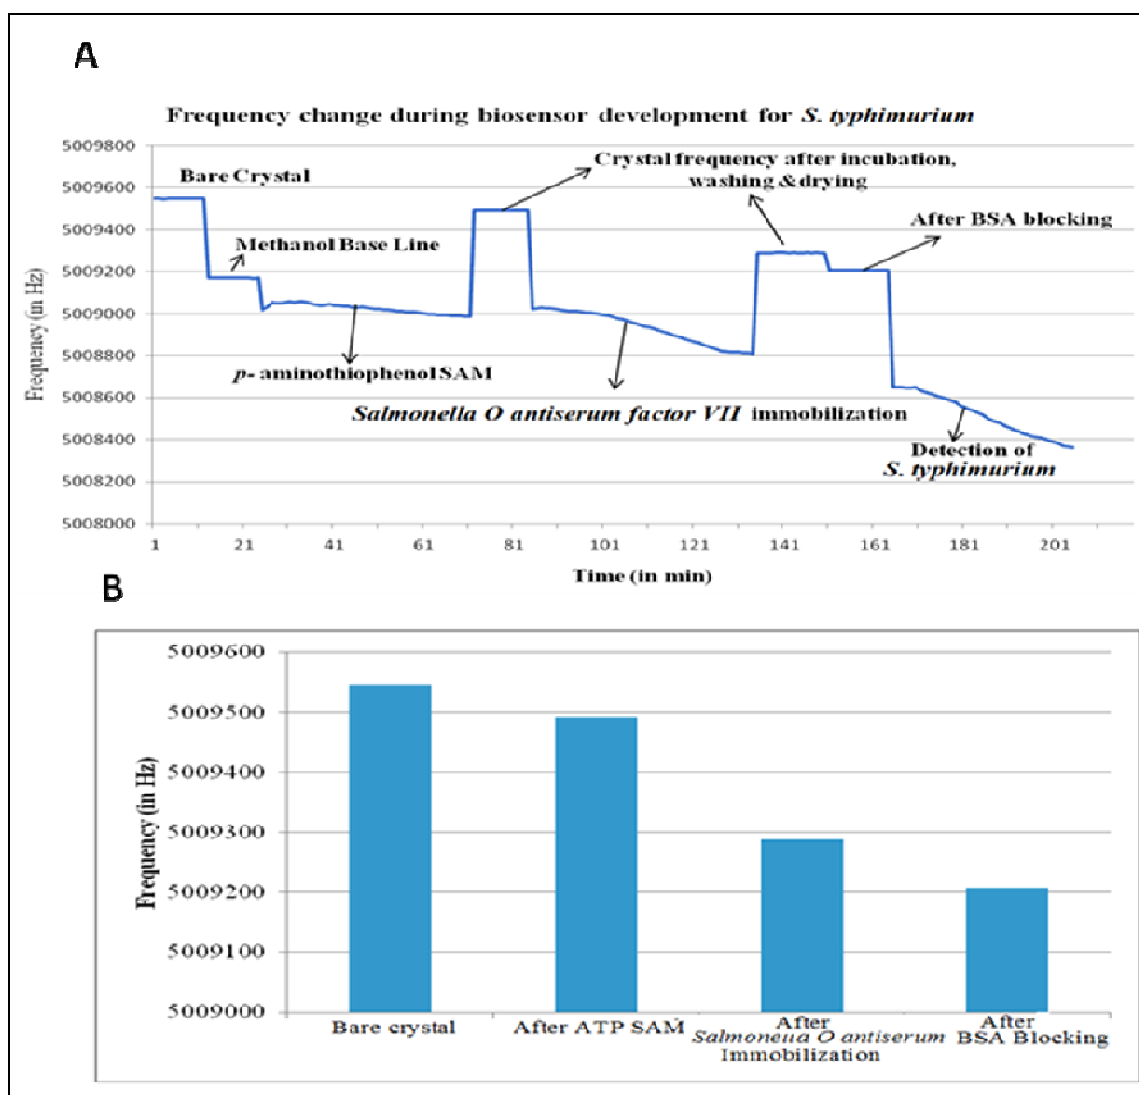 A
Frequency change during biosensor development for S. typhimurium
Frequency (in Hz)
5009800
5009600
5009400
5009200
5009000
5008800
5008600
5008400
5008200
5008000
Bare Crystal
Methanol Base Line
p- aminothiophenol SAM
Crystal frequency after incubation,
washing & drying
Salmonella O antiserum factor VII immobilization
After BSA blocking
Detection of
S. typhimurium
1 21 41 61 81 101 121 141 161 181 201
Time (in min)
B
Frequency (in Hz)
5009600
5009500
5009400
5009300
5009200
5009100
5009000
Bare crystal
After ATP SAM
After
Salmonella O antiserum
Immobilization
After
BSA Blocking